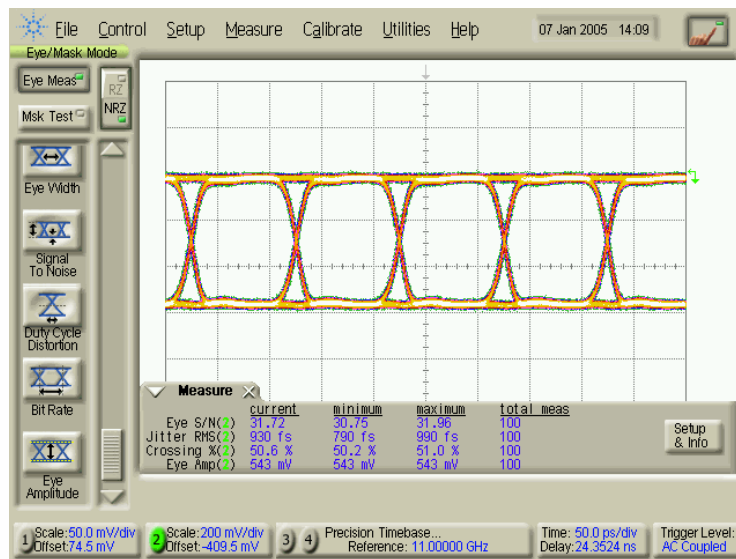 File Control Setup Measure Calibrate Utilities Help 07 Jan 2005 14:09
Eye/Mask Mode
Eye Meas
RZ
NRZ
Msk Test
Eye Width
Signal
To Noise
Duty Cycle
Distortion
Bit Rate
Eye
Amplitude
Measure
current minimum maximum total meas
Eye S/N(2) 31.72 30.75 31.96 100
Jitter RMS(2) 930 fs 790 fs 990 fs 100
Crossing %(2) 50.6 % 50.2 % 51.0 % 100
Eye Amp(2) 543 mV 543 mV 543 mV 100
Setup
& Info
1 Scale:50.0 mV/div
Offset:74.5 mV
2 Scale:200 mV/div
Offset:-409.5 mV
3 4 Precision Timebase...
Reference: 11.00000 GHz
Time: 50.0 ps/div
Delay:24.3524 ns
Trigger Level:
AC Coupled